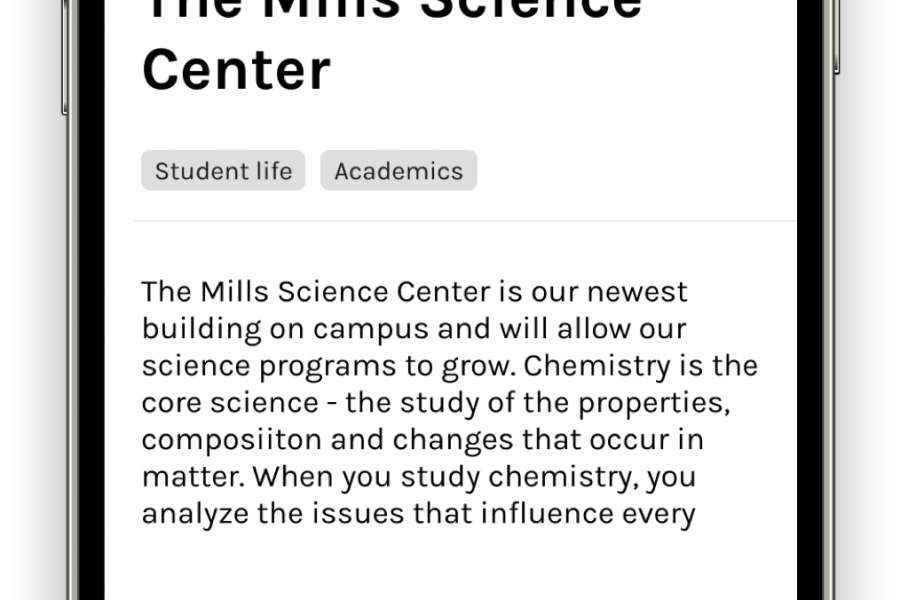 The Mills Science
Center
Student life
Academics
The Mills Science Center is our newest
building on campus and will allow our
science programs to grow. Chemistry is the
core science - the study of the properties,
composiiton and changes that occur in
matter. When you study chemistry, you
analyze the issues that influence every